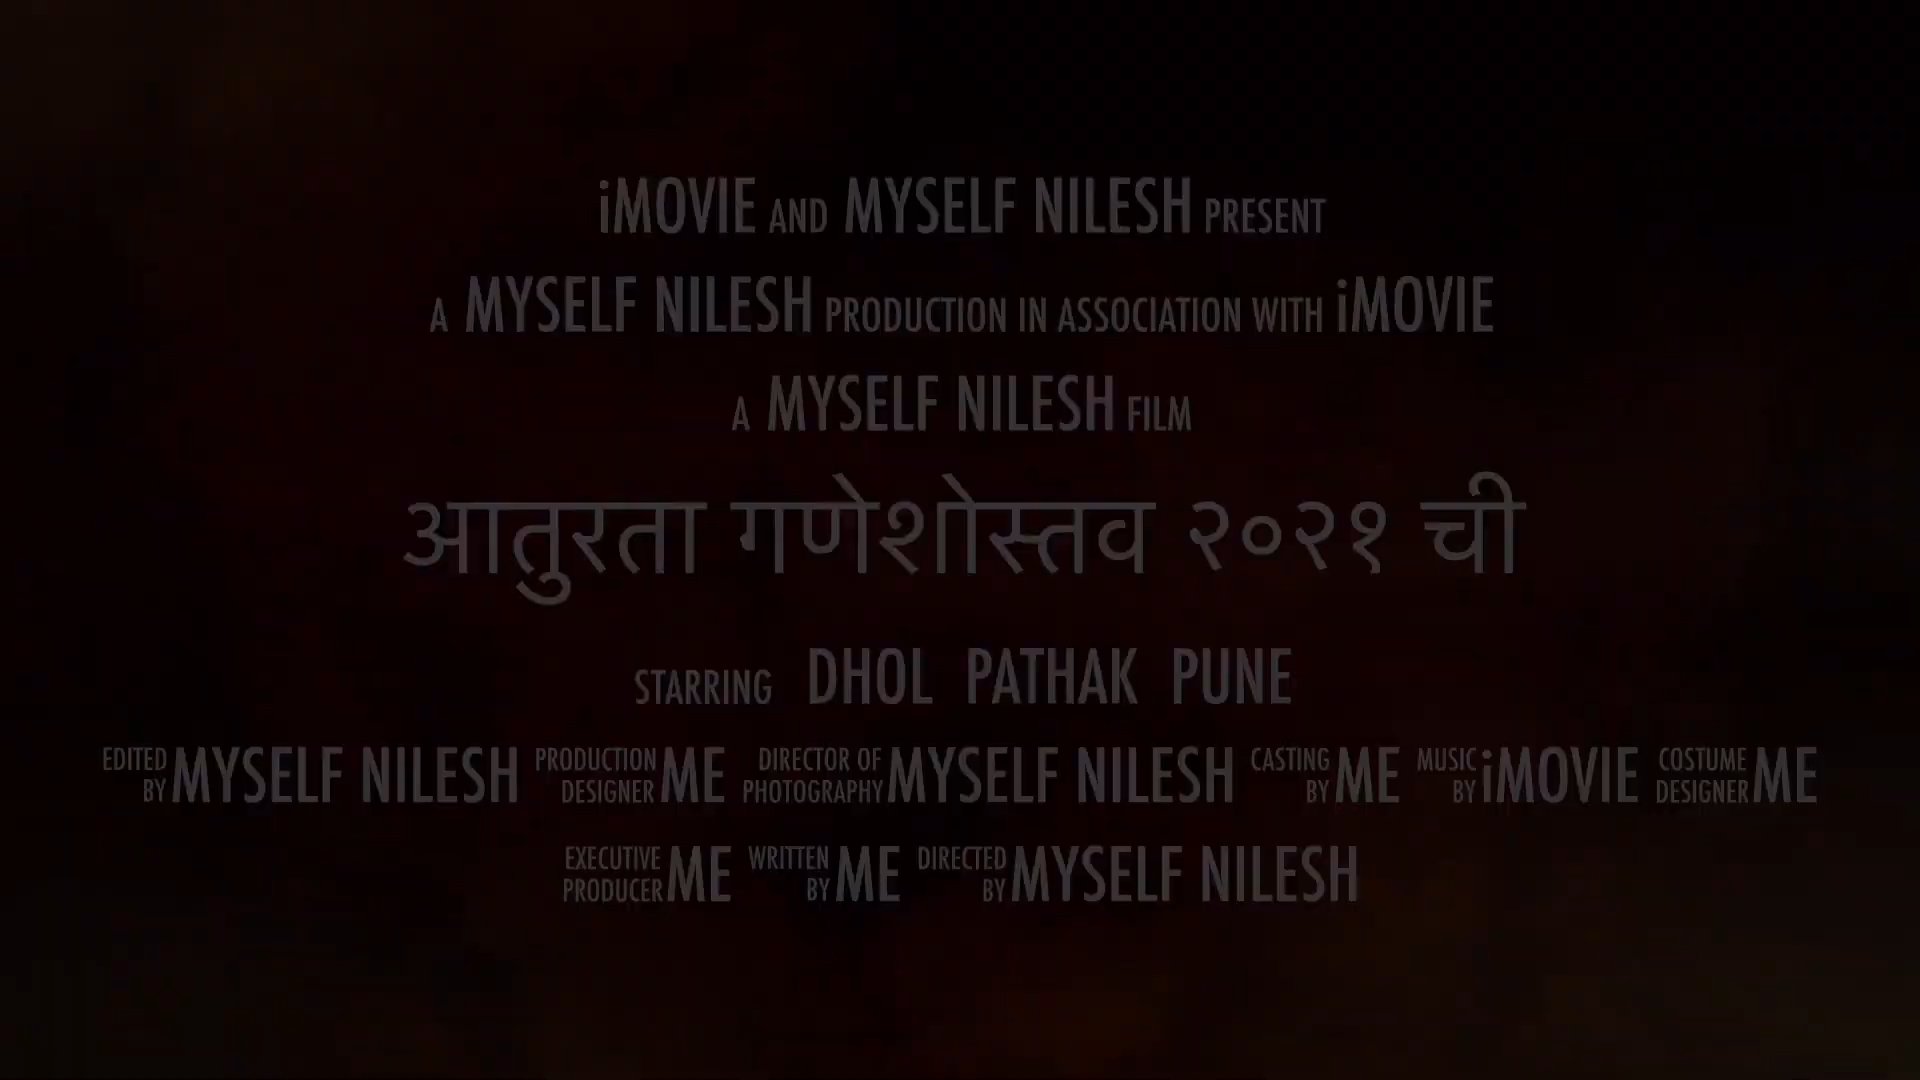 iMOVIE AND MYSELF NILESH PRESENT
A MYSELF NILESH PRODUCTION IN ASSOCIATION WITH iMOVIE
A MYSELF NILESH FILM
आतुरता गणेशोस्तव २०२१ ची
STARRING DHOL PATHAK PUNE
EDITED BY MYSELF NILESH PRODUCTION DESIGNER ME DIRECTOR OF PHOTOGRAPHY MYSELF NILESH CASTING BY ME MUSIC BY iMOVIE COSTUME DESIGNER ME
EXECUTIVE PRODUCER ME WRITTEN BY ME DIRECTED BY MYSELF NILESH